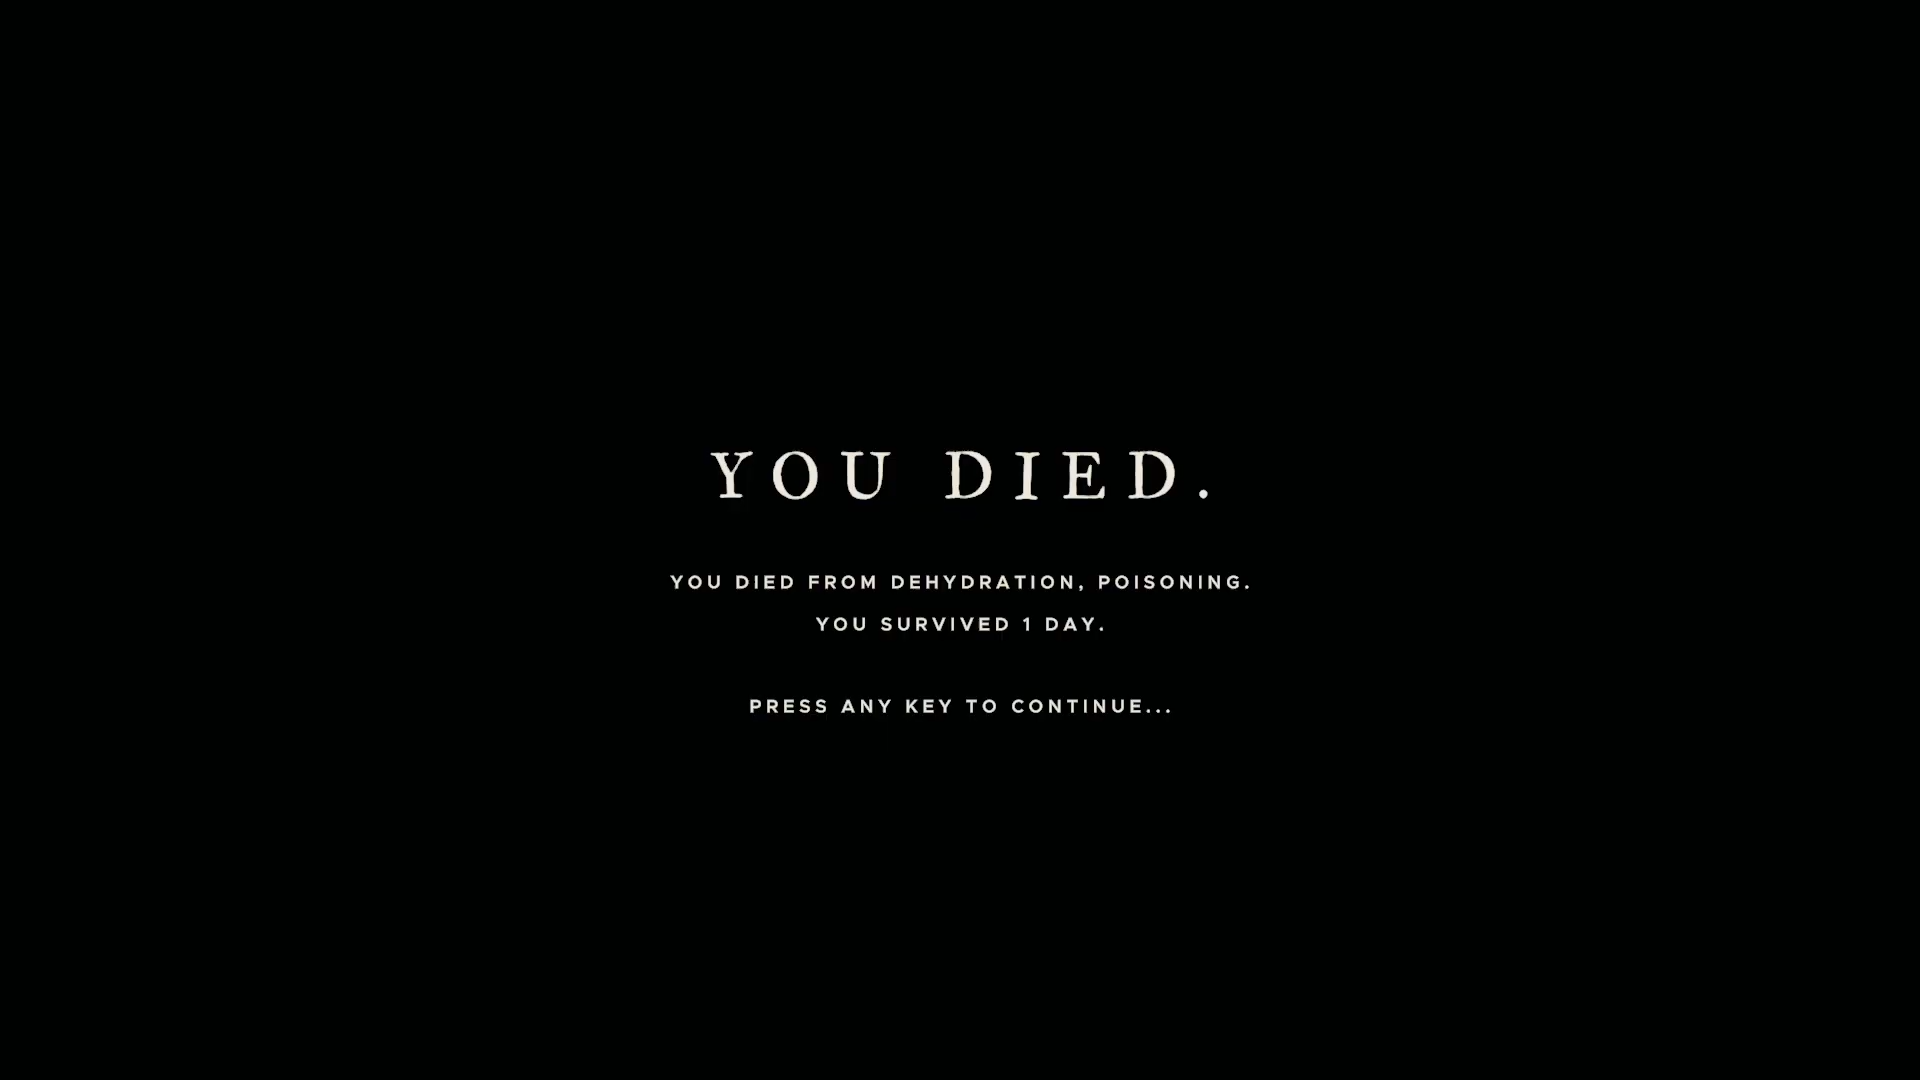 YOU DIED.
YOU DIED FROM DEHYDRATION, POISONING.
YOU SURVIVED 1 DAY.
PRESS ANY KEY TO CONTINUE...